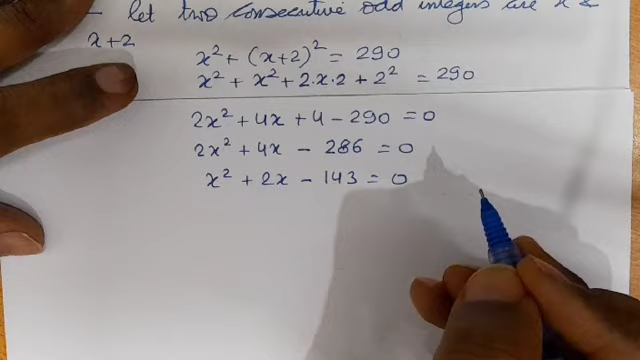 - let two consecutive odd integers are x &
x+2
x² + (x+2)² = 290
x² + x² + 2.x.2 + 2² = 290
2x² + 4x + 4 - 290 = 0
2x² + 4x - 286 = 0
x² + 2x - 143 = 0